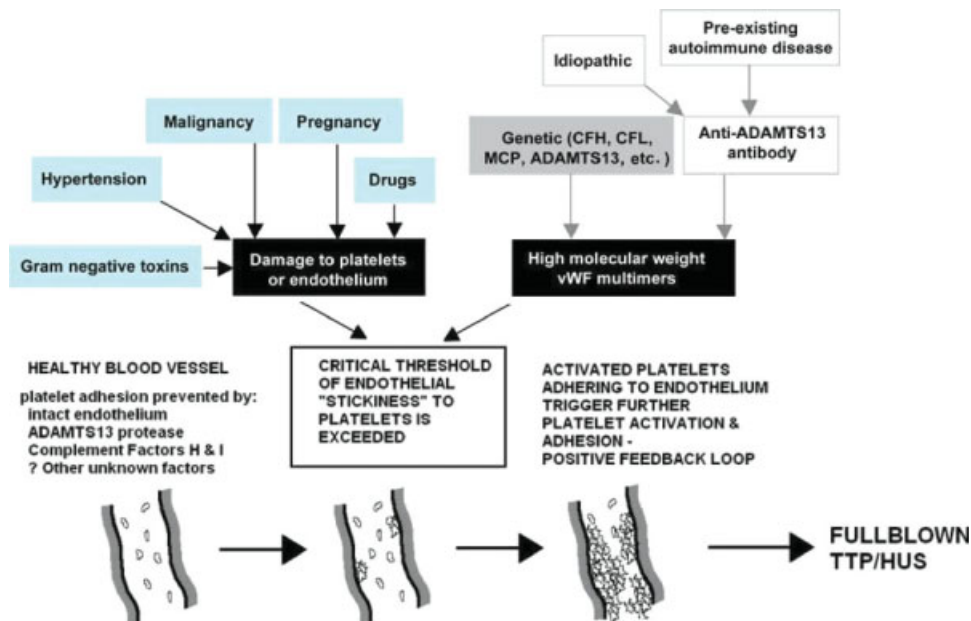 Pre-existing
autoimmune disease
Idiopathic
Malignancy
Pregnancy
Genetic (CFH, CFL,
MCP, ADAMTS13, etc. )
Anti-ADAMTS13
antibody
Hypertension
Drugs
Gram negative toxins
Damage to platelets
or endothelium
High molecular weight
vWF multimers
HEALTHY BLOOD VESSEL
platelet adhesion prevented by:
intact endothelium
ADAMTS13 protease
Complement Factors H & I
? Other unknown factors
CRITICAL THRESHOLD
OF ENDOTHELIAL
"STICKINESS" TO
PLATELETS IS
EXCEEDED
ACTIVATED PLATELETS
ADHERING TO ENDOTHELIUM
TRIGGER FURTHER
PLATELET ACTIVATION &
ADHESION -
POSITIVE FEEDBACK LOOP
FULLBLOWN
TTP/HUS